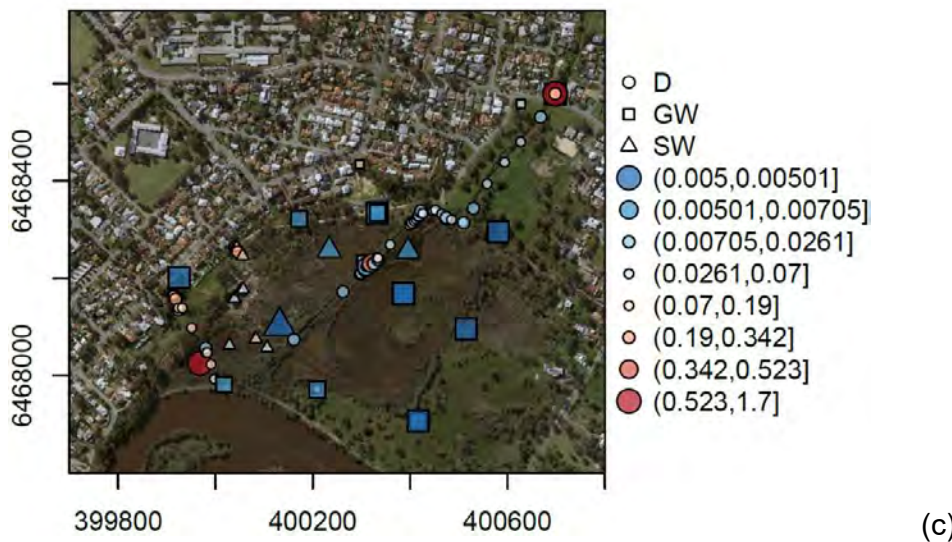 D
GW
SW
(0.005,0.00501]
(0.00501,0.00705]
(0.00705,0.0261]
(0.0261,0.07]
(0.07,0.19]
(0.19,0.342]
(0.342,0.523]
(0.523,1.7]
6468400
6468000
399800 400200 400600
(c)